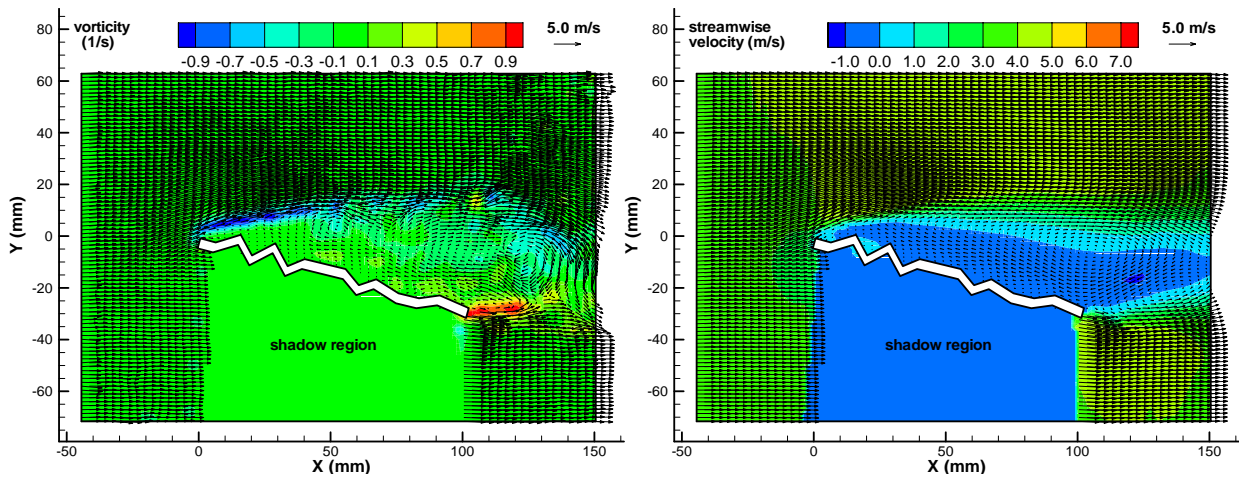 vorticity
(1/s)
-0.9 -0.7 -0.5 -0.3 -0.1 0.1 0.3 0.5 0.7 0.9
5.0 m/s
Y (mm)
60
40
20
0
-20
-40
-60
shadow region
-50 0 50 100 150
X (mm)
streamwise
velocity (m/s)
-1.0 0.0 1.0 2.0 3.0 4.0 5.0 6.0 7.0
5.0 m/s
Y (mm)
60
40
20
0
-20
-40
-60
shadow region
-50 0 50 100 150
X (mm)